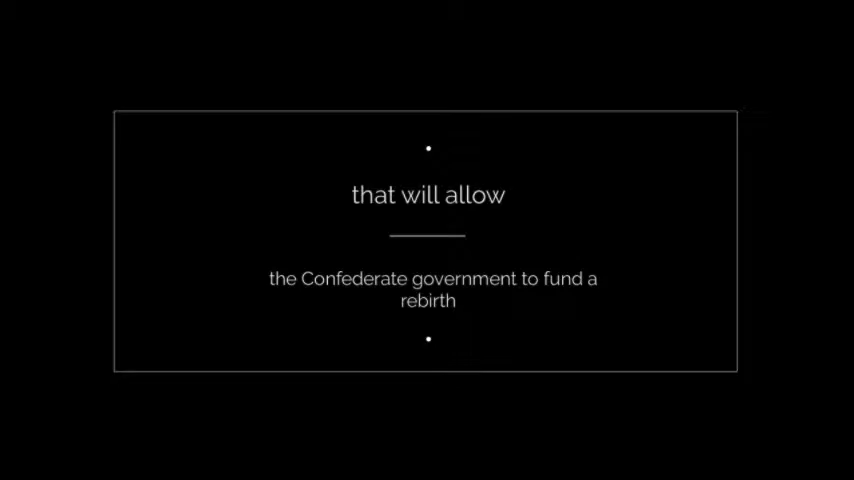 that will allow
the Confederate government to fund a
rebirth